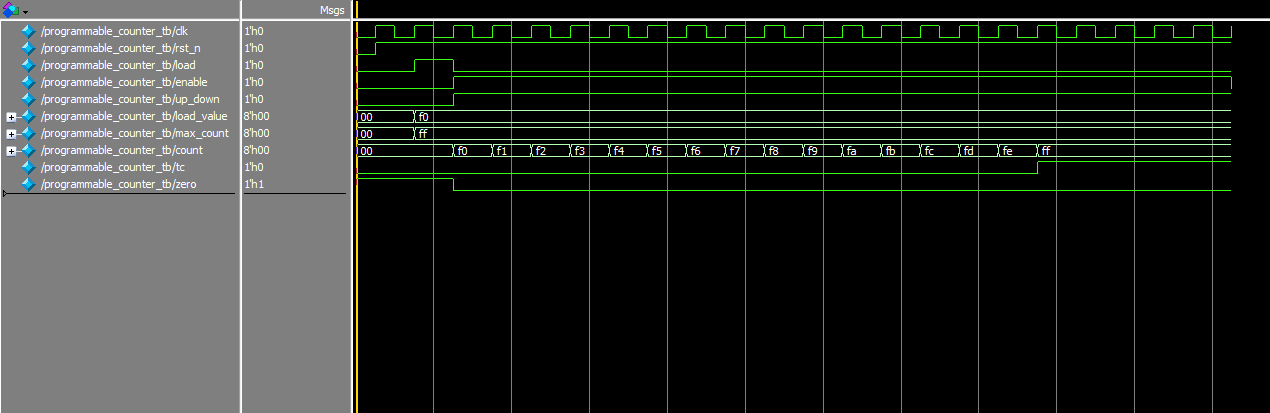 Msgs
/programmable_counter_tb/clk 1'h0
/programmable_counter_tb/rst_n 1'h0
/programmable_counter_tb/load 1'h0
/programmable_counter_tb/enable 1'h0
/programmable_counter_tb/up_down 1'h0
/programmable_counter_tb/load_value 8'h00 00 f0
/programmable_counter_tb/max_count 8'h00 00 ff
/programmable_counter_tb/count 8'h00 00 f0 f1 f2 f3 f4 f5 f6 f7 f8 f9 fa fb fc fd fe ff
/programmable_counter_tb/tc 1'h0
/programmable_counter_tb/zero 1'h1